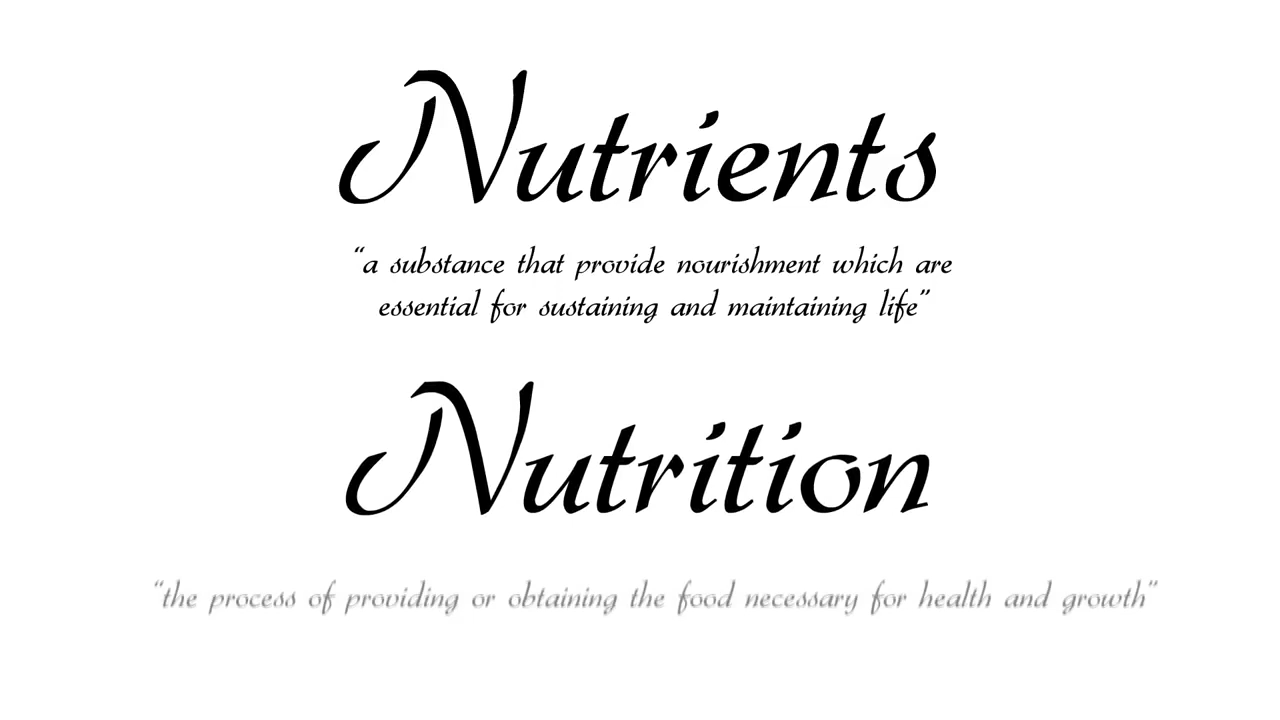 Nutrients
“a substance that provide nourishment which are
essential for sustaining and maintaining life”
Nutrition
“the process of providing or obtaining the food necessary for health and growth”